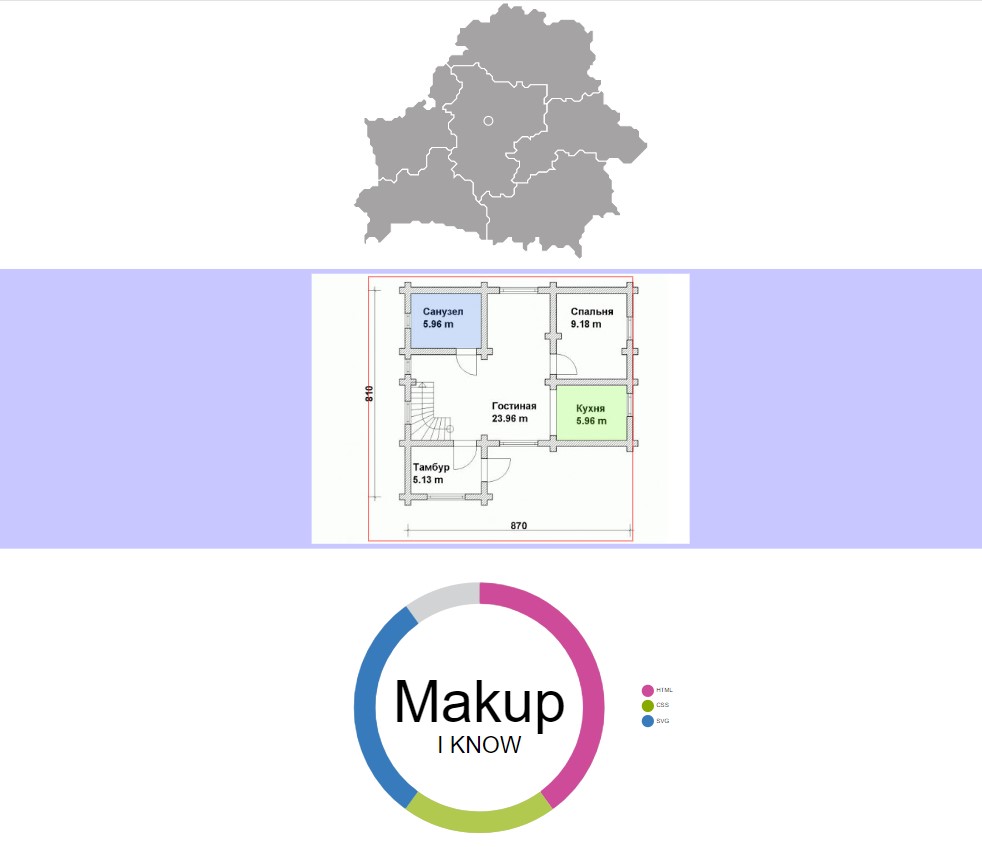 Санузел
5.96 m
Спальня
9.18 m
810
Гостиная
23.96 m
Кухня
5.96 m
Тамбур
5.13 m
870
Makup
I KNOW
HTML
CSS
SVG